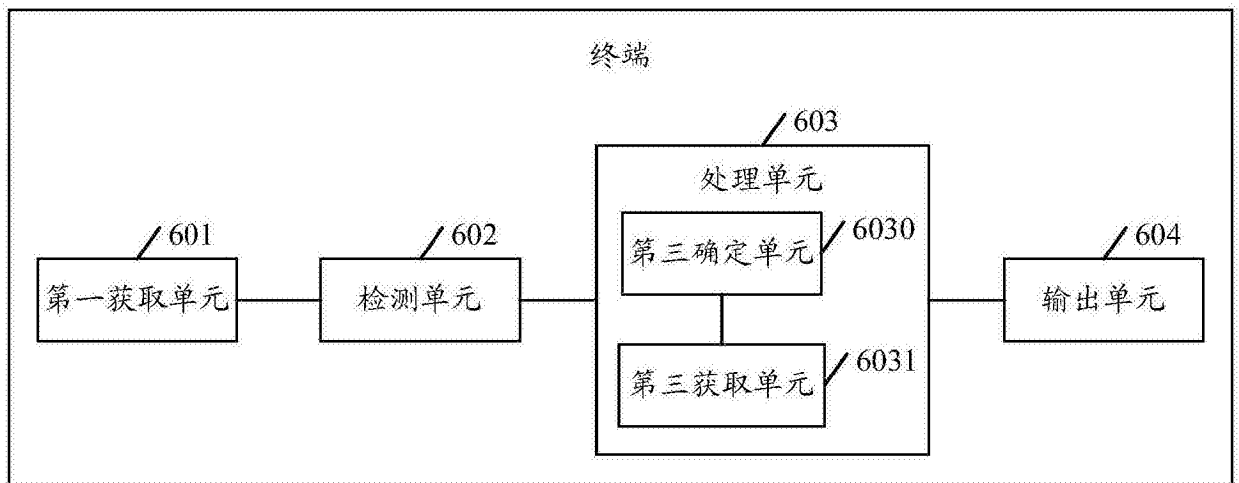 终端
603
处理单元
601
602
6030
604
第一获取单元
检测单元
第三确定单元
输出单元
6031
第三获取单元